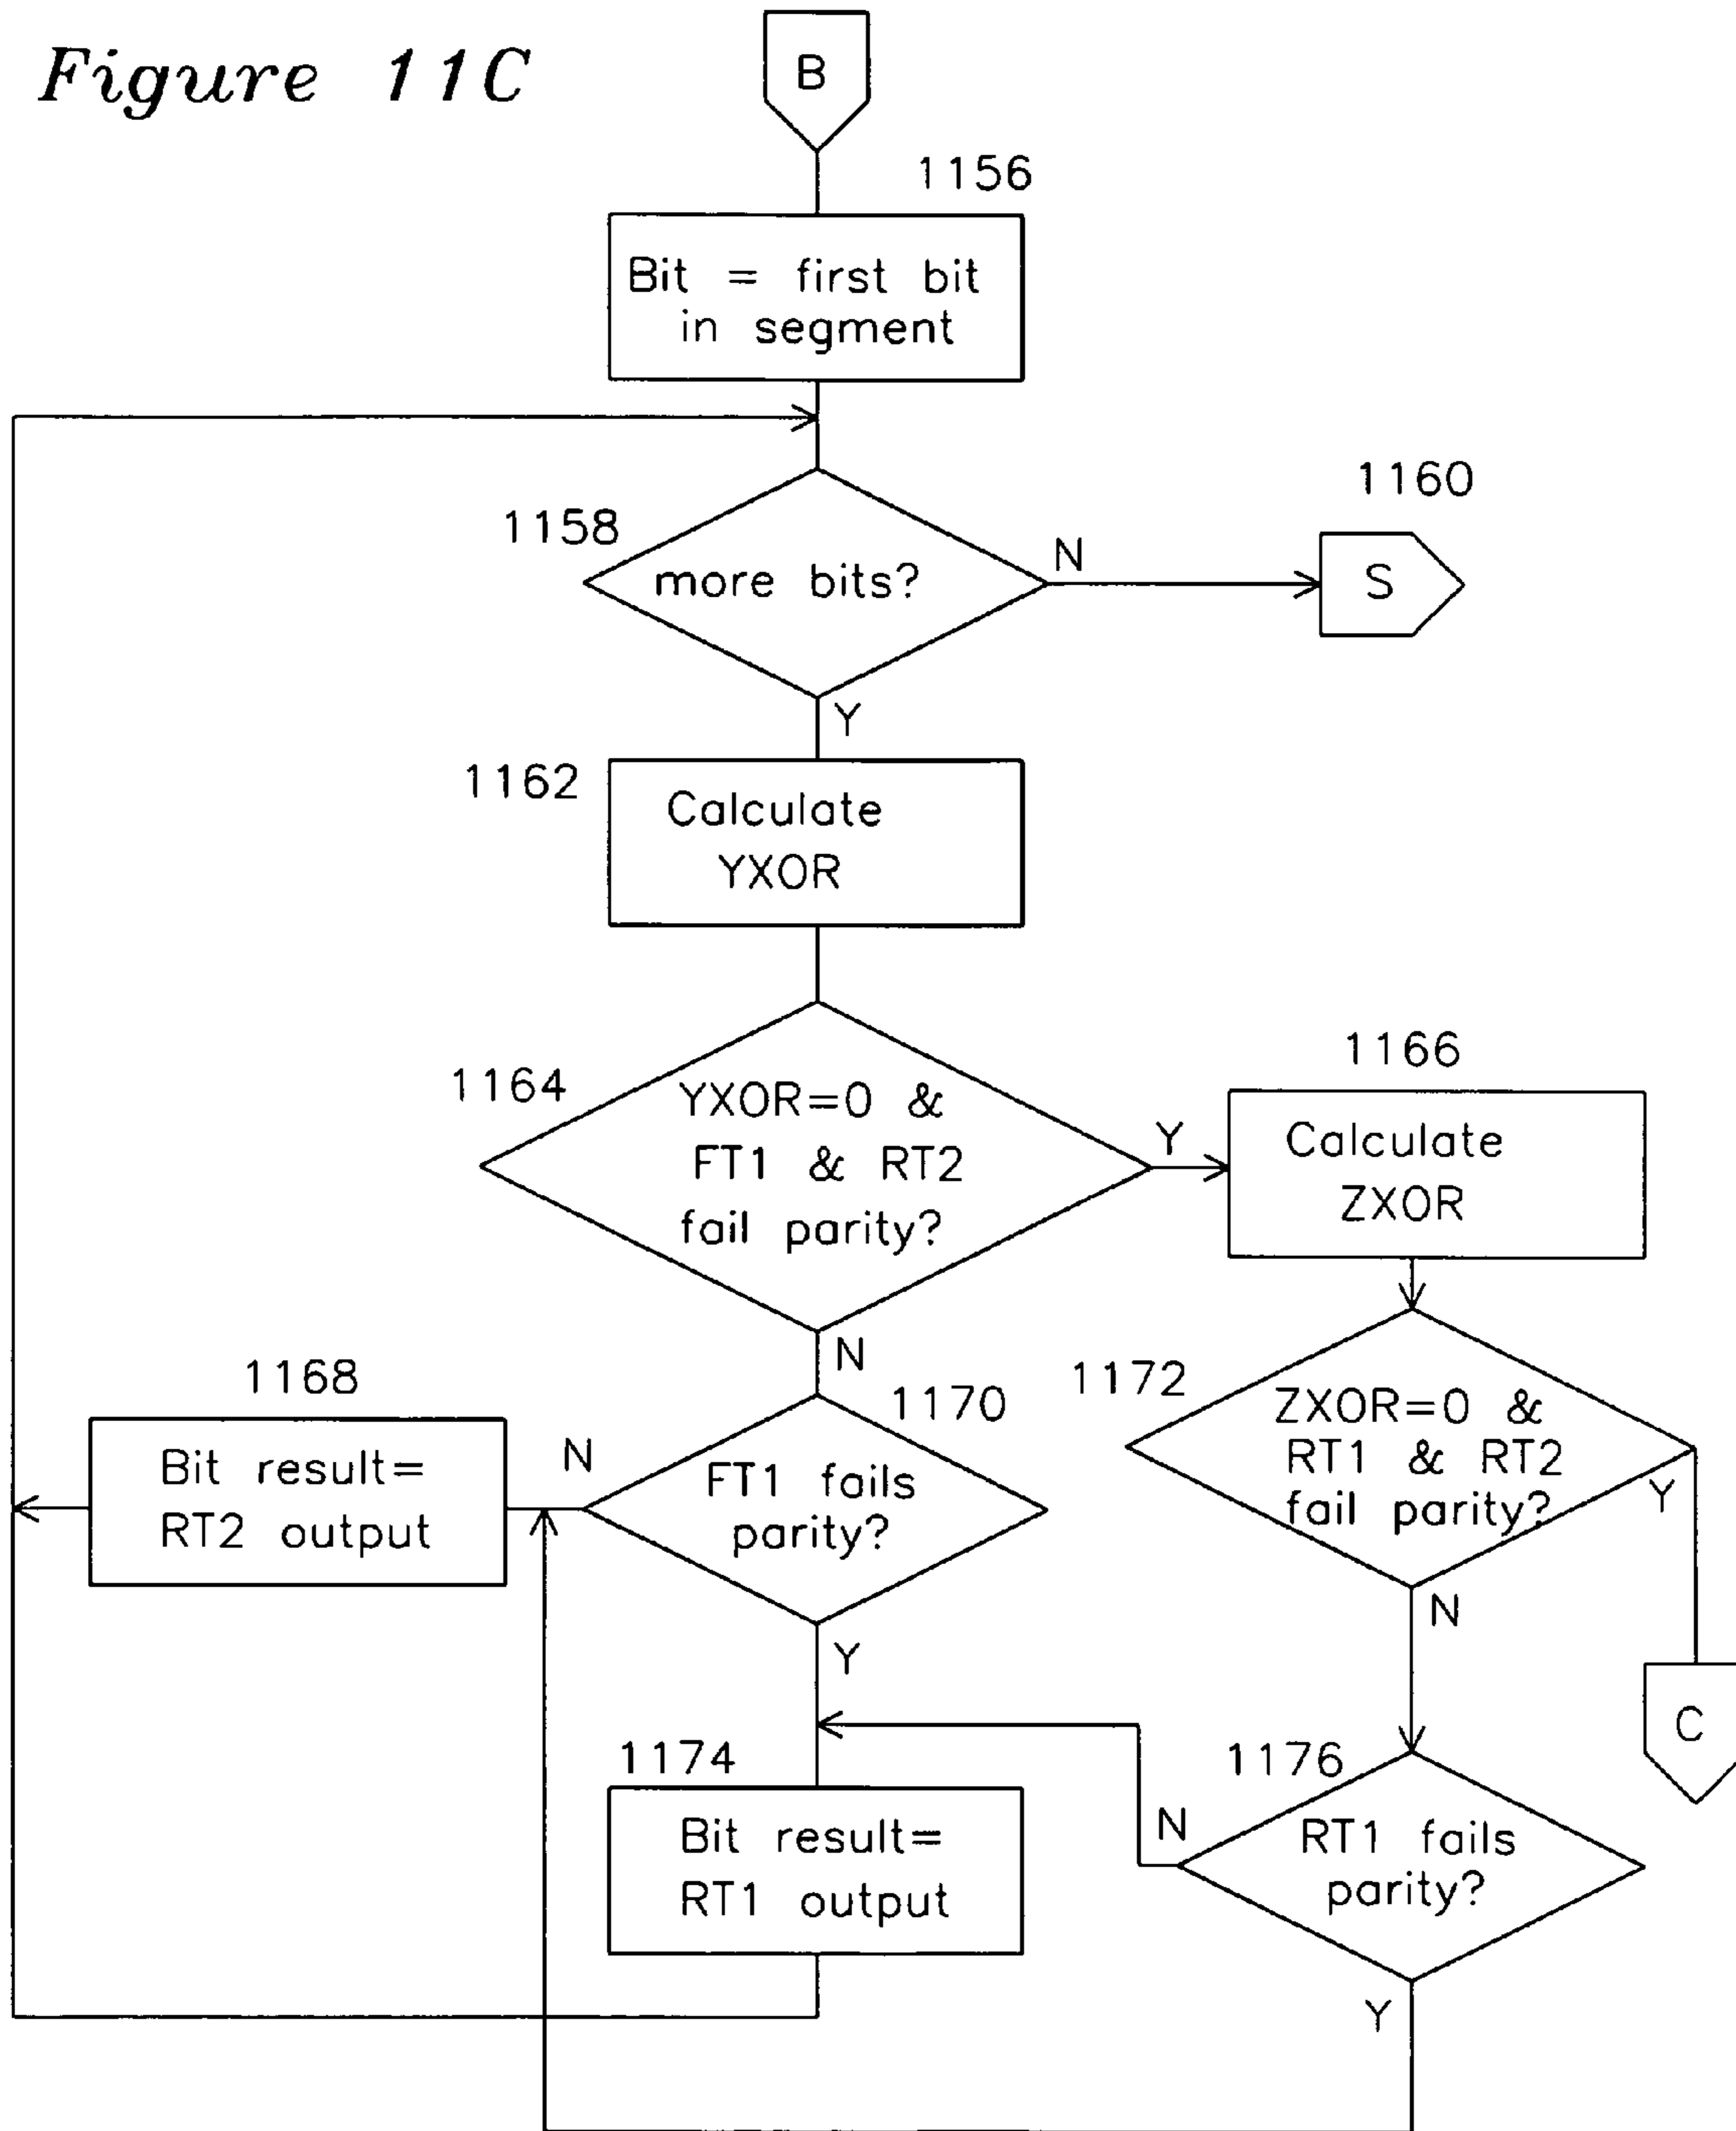 Figure 11C
B
1156
Bit = first bit
in segment
1158
more bits?
N
1160
S
Y
1162
Calculate
YXOR
1164
YXOR=0 &
FT1 & RT2
fail parity?
Y
1166
Calculate
ZXOR
N
1168
Bit result=
RT2 output
N
1170
FT1 fails
parity?
Y
1172
ZXOR=0 &
RT1 & RT2
fail parity?
Y
N
C
1174
Bit result=
RT1 output
1176
N
RT1 fails
parity?
Y